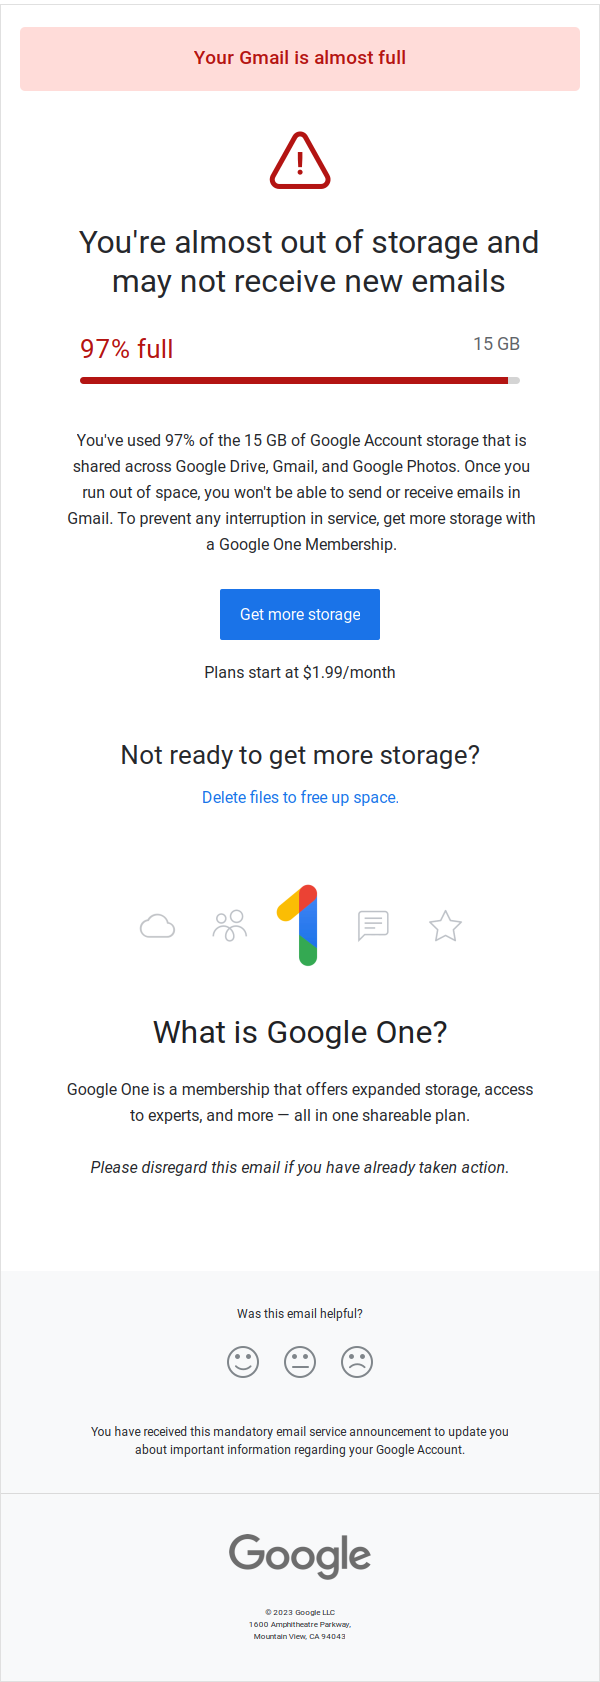 Your Gmail is almost full
You're almost out of storage and
may not receive new emails
97% full
15 GB
You've used 97% of the 15 GB of Google Account storage that is
shared across Google Drive, Gmail, and Google Photos. Once you
run out of space, you won't be able to send or receive emails in
Gmail. To prevent any interruption in service, get more storage with
a Google One Membership.
Get more storage
Plans start at $1.99/month
Not ready to get more storage?
Delete files to free up space.
What is Google One?
Google One is a membership that offers expanded storage, access
to experts, and more — all in one shareable plan.
Please disregard this email if you have already taken action.
Was this email helpful?
You have received this mandatory email service announcement to update you
about important information regarding your Google Account.
Google
© 2023 Google LLC
1600 Amphitheatre Parkway,
Mountain View, CA 94043